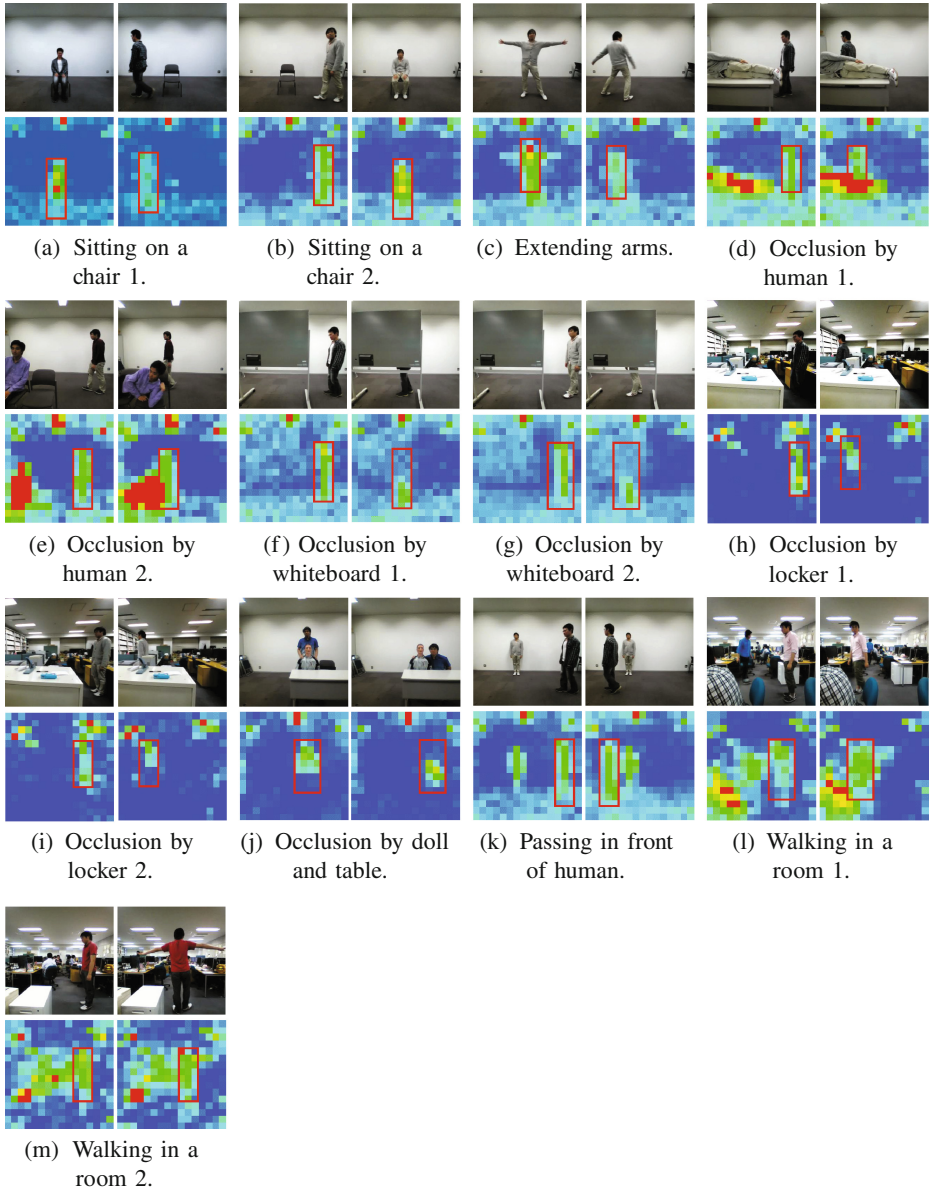 (a) Sitting on a
chair 1.
(b) Sitting on a
chair 2.
(c) Extending arms.
(d) Occlusion by
human 1.
(e) Occlusion by
human 2.
(f) Occlusion by
whiteboard 1.
(g) Occlusion by
whiteboard 2.
(h) Occlusion by
locker 1.
(i) Occlusion by
locker 2.
(j) Occlusion by doll
and table.
(k) Passing in front
of human.
(l) Walking in a
room 1.
(m) Walking in a
room 2.